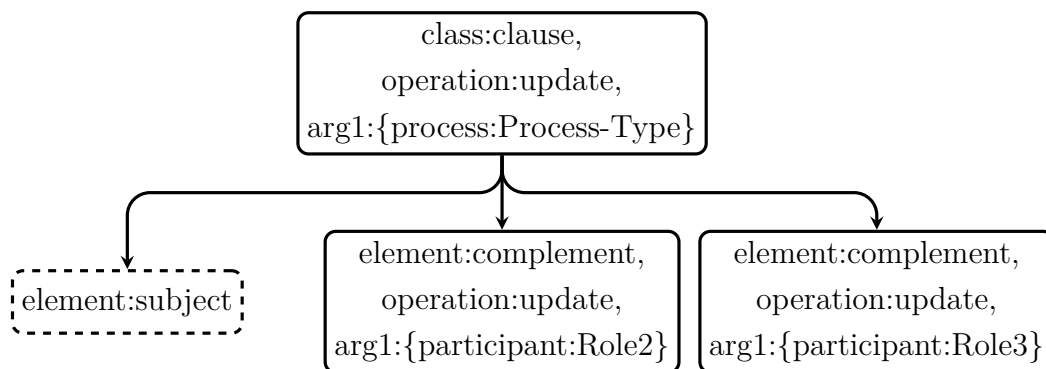 class:clause,
operation:update,
arg1:{process:Process-Type}
element:subject
element:complement,
operation:update,
arg1:{participant:Role2}
element:complement,
operation:update,
arg1:{participant:Role3}